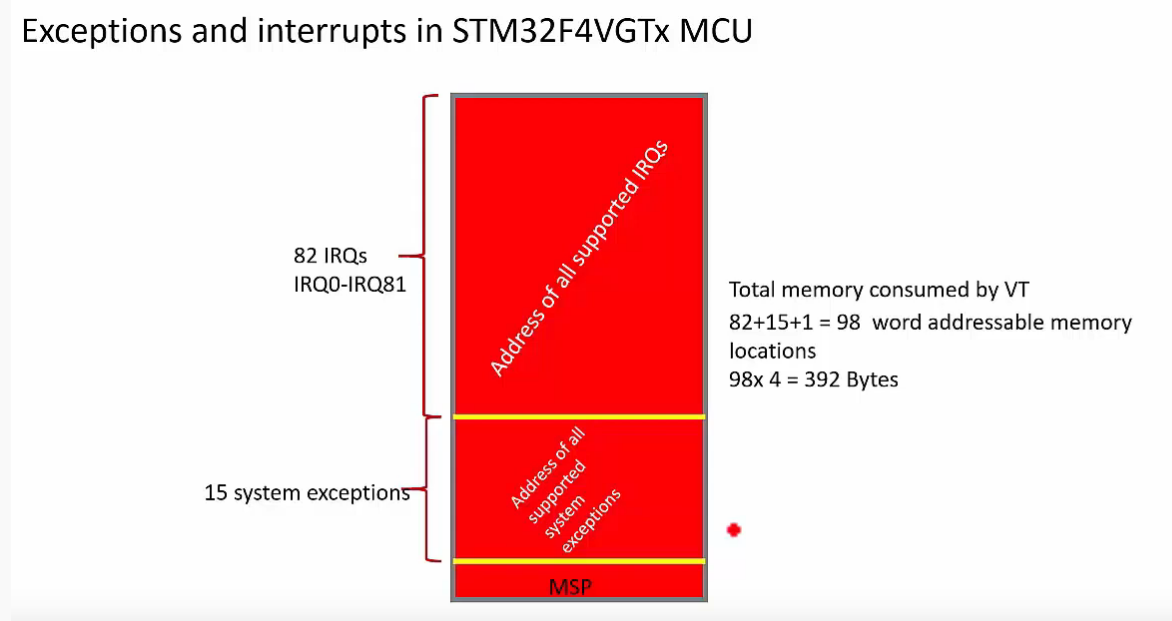 Exceptions and interrupts in STM32F4VGTx MCU
82 IRQs
IRQ0-IRQ81
Address of all supported IRQs
Total memory consumed by VT
82+15+1 = 98 word addressable memory
locations
98x 4 = 392 Bytes
15 system exceptions
Address of all
supported
system
exceptions
MSP